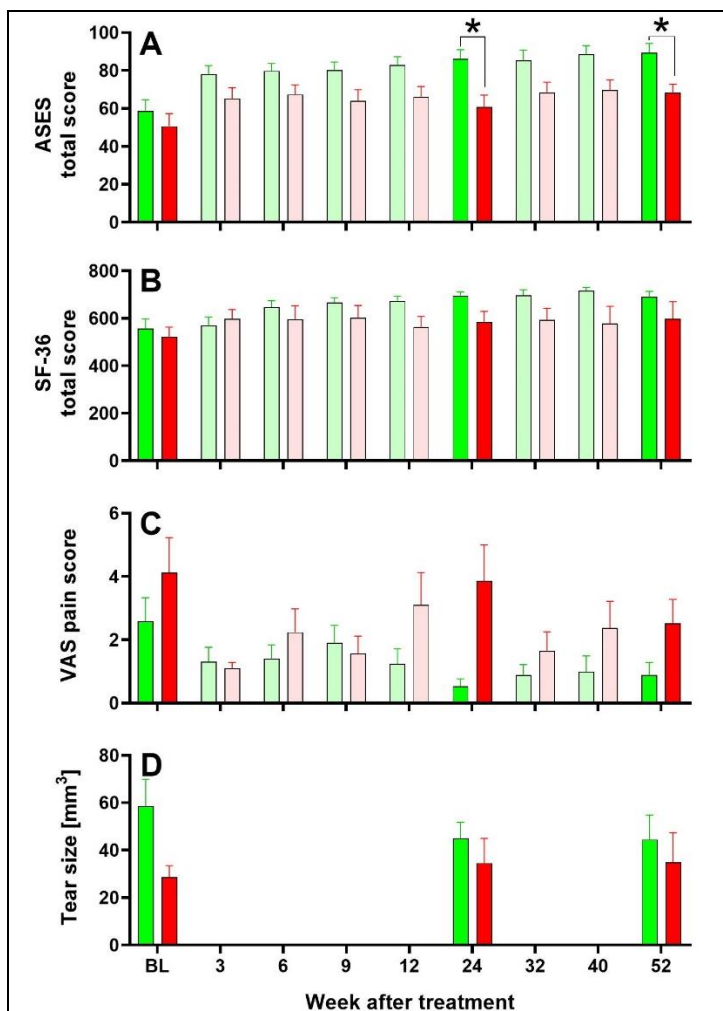 A
ASES
total score
100
80
60
40
20
0
* *
B
SF-36
total score
800
600
400
200
0
C
VAS pain score
6
4
2
0
D
Tear size [mm³]
80
60
40
20
0
BL 3 6 9 12 24 32 40 52
Week after treatment